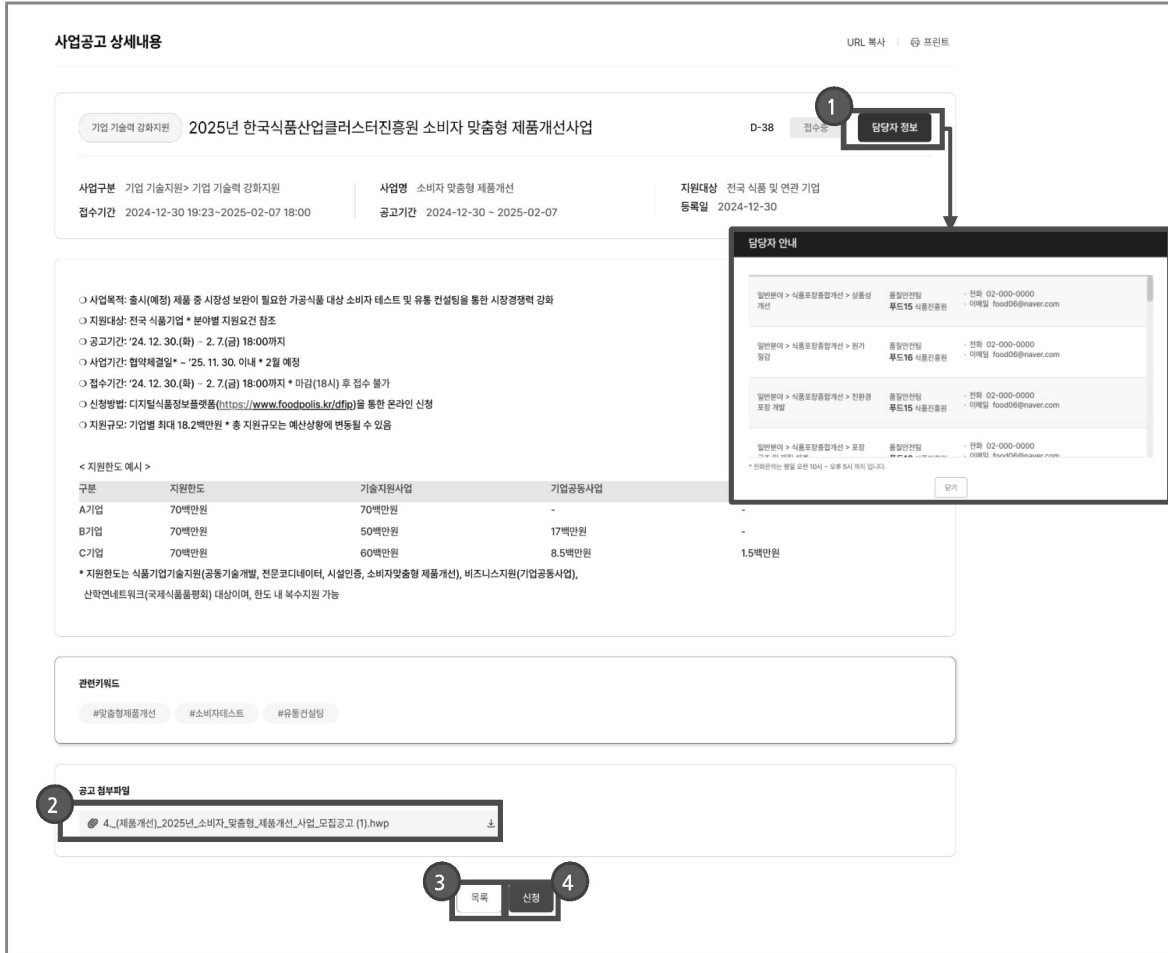 사업공고 상세내용
URL 복사 프린트
1
기업 기술력 강화지원 2025년 한국식품산업클러스터진흥원 소비자 맞춤형 제품개선사업 D-38 접수중 담당자 정보
사업구분 기업 기술지원> 기업 기술력 강화지원 사업명 소비자 맞춤형 제품개선 지원대상 전국 식품 및 연관 기업
접수기간 2024-12-30 19:23~2025-02-07 18:00 공고기간 2024-12-30 ~ 2025-02-07 등록일 2024-12-30
담당자 안내
일반분야 > 식품포장종합개선 > 상품성 개선 품질안전팀 푸드15 식품진흥원 · 전화 02-000-0000 · 이메일 food06@naver.com
일반분야 > 식품포장종합개선 > 원가 절감 품질안전팀 푸드16 식품진흥원 · 전화 02-000-0000 · 이메일 food06@naver.com
일반분야 > 식품포장종합개선 > 친환경 포장 개발 품질안전팀 푸드15 식품진흥원 · 전화 02-000-0000 · 이메일 food06@naver.com
일반분야 > 식품포장종합개선 > 포장 품질안전팀 · 전화 02-000-0000 · 이메일 food06@naver.com
* 전화문의는 평일 오전 10시 ~ 오후 5시 까지 입니다.
닫기
❍ 사업목적: 출시(예정) 제품 중 시장성 보완이 필요한 가공식품 대상 소비자 테스트 및 유통 컨설팅을 통한 시장경쟁력 강화
❍ 지원대상: 전국 식품기업 * 분야별 지원요건 참조
❍ 공고기간: '24. 12. 30.(화) ~ 2. 7.(금) 18:00까지
❍ 사업기간: 협약체결일* ~ '25. 11. 30. 이내 * 2월 예정
❍ 접수기간: '24. 12. 30.(화) ~ 2. 7.(금) 18:00까지 * 마감(18시) 후 접수 불가
❍ 신청방법: 디지털식품정보플랫폼(https://www.foodpolis.kr/dfip)을 통한 온라인 신청
❍ 지원규모: 기업별 최대 18.2백만원 * 총 지원규모는 예산상황에 변동될 수 있음
< 지원한도 예시 >
구분 지원한도 기술지원사업 기업공동사업
A기업 70백만원 70백만원 - -
B기업 70백만원 50백만원 17백만원 -
C기업 70백만원 60백만원 8.5백만원 1.5백만원
* 지원한도는 식품기업기술지원(공동기술개발, 전문코디네이터, 시설인증, 소비자맞춤형 제품개선), 비즈니스지원(기업공동사업),
산학연네트워크(국제식품품평회) 대상이며, 한도 내 복수지원 가능
관련키워드
#맞춤형제품개선 #소비자테스트 #유통컨설팅
공고 첨부파일
2
4._(제품개선)_2025년_소비자_맞춤형_제품개선_사업_모집공고 (1).hwp
3 4
목록 신청